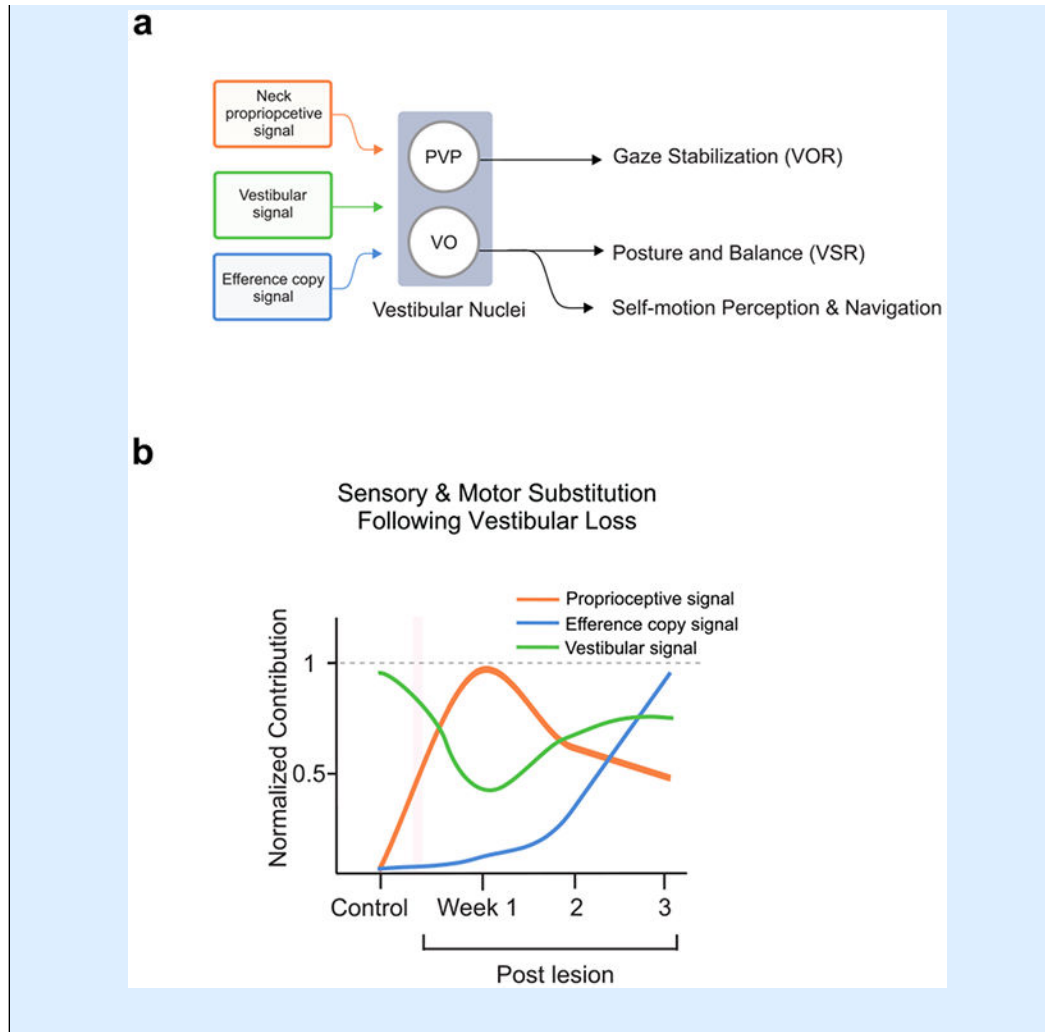 a
Neck
propriopcetive
signal
Vestibular
signal
Efference copy
signal
PVP
VO
Vestibular Nuclei
Gaze Stabilization (VOR)
Posture and Balance (VSR)
Self-motion Perception & Navigation
b
Sensory & Motor Substitution
Following Vestibular Loss
Proprioceptive signal
Efference copy signal
Vestibular signal
Normalized Contribution
1
0.5
Control Week 1 2 3
Post lesion